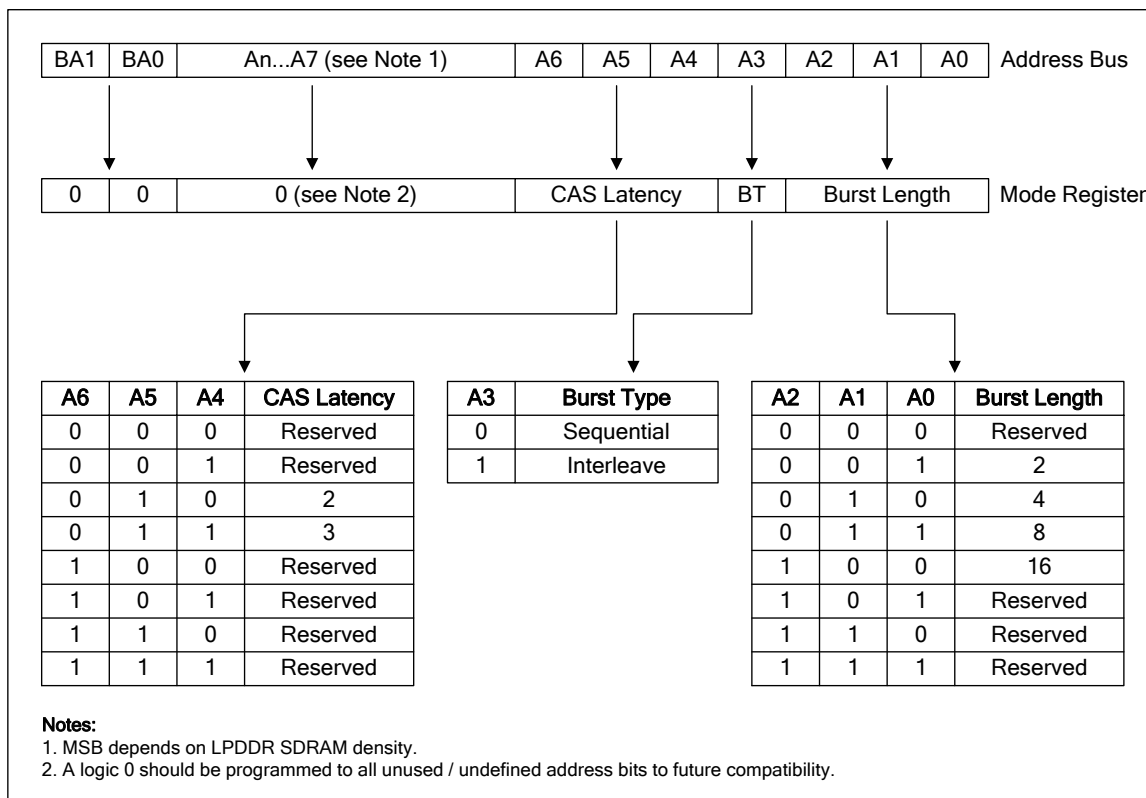 BA1 BA0 An...A7 (see Note 1) A6 A5 A4 A3 A2 A1 A0 Address Bus
0 0 0 (see Note 2) CAS Latency BT Burst Length Mode Register
A6 A5 A4 CAS Latency
0 0 0 Reserved
0 0 1 Reserved
0 1 0 2
0 1 1 3
1 0 0 Reserved
1 0 1 Reserved
1 1 0 Reserved
1 1 1 Reserved
A3 Burst Type
0 Sequential
1 Interleave
A2 A1 A0 Burst Length
0 0 0 Reserved
0 0 1 2
0 1 0 4
0 1 1 8
1 0 0 16
1 0 1 Reserved
1 1 0 Reserved
1 1 1 Reserved
Notes:
1. MSB depends on LPDDR SDRAM density.
2. A logic 0 should be programmed to all unused / undefined address bits to future compatibility.